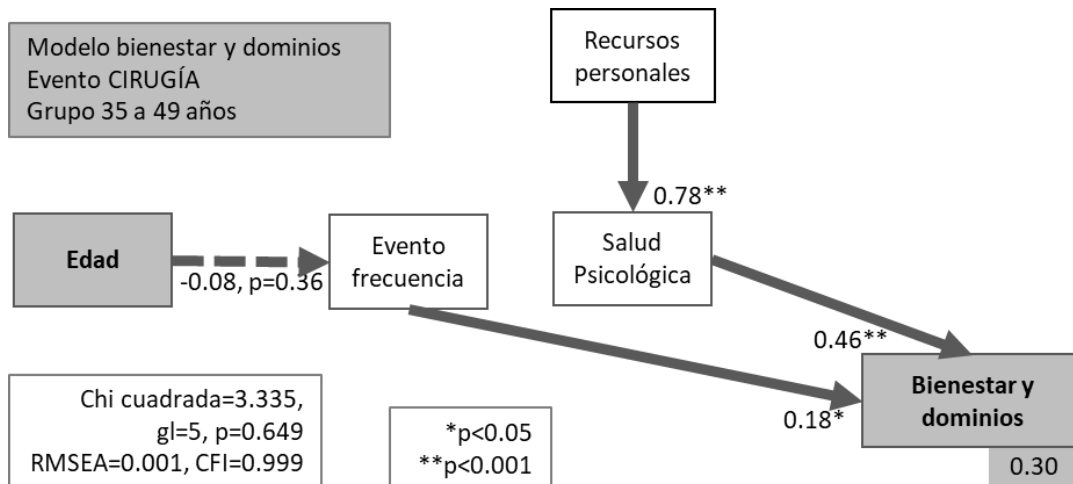 Modelo bienestar y dominios
Evento CIRUGÍA
Grupo 35 a 49 años
Recursos
personales
0.78**
Edad
-0.08, p=0.36
Evento
frecuencia
Salud
Psicológica
0.46**
0.18*
Bienestar y
dominios
0.30
Chi cuadrada=3.335,
gl=5, p=0.649
RMSEA=0.001, CFI=0.999
*p<0.05
**p<0.001